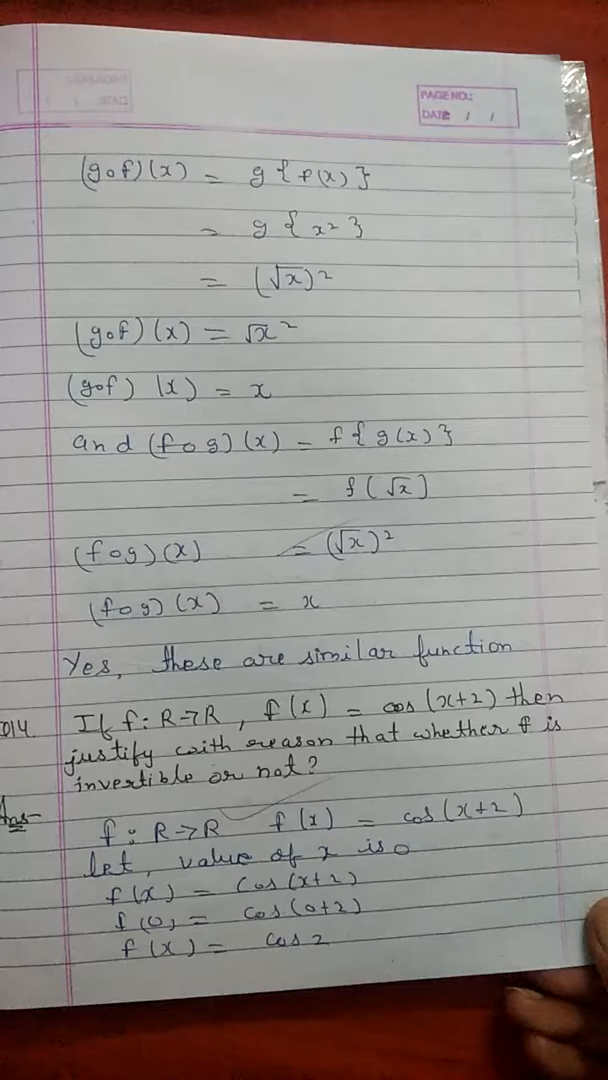 PAGE NO.:
DATE / /
(gof)(x) = g{f(x)}
= g{x²}
= (√x)²
(gof)(x) = √x²
(gof)(x) = x
and (fog)(x) = f{g(x)}
= f(√x)
(fog)(x) = (√x)²
(fog)(x) = x
Yes, these are similar function
014. If f: R→R, f(x) = cos(x+2) then
justify with reason that whether f is
invertible or not?
Ans- f: R→R f(x) = cos(x+2)
let, value of x is 0
f(x) = cos(x+2)
f(0) = cos(0+2)
f(x) = cos 2